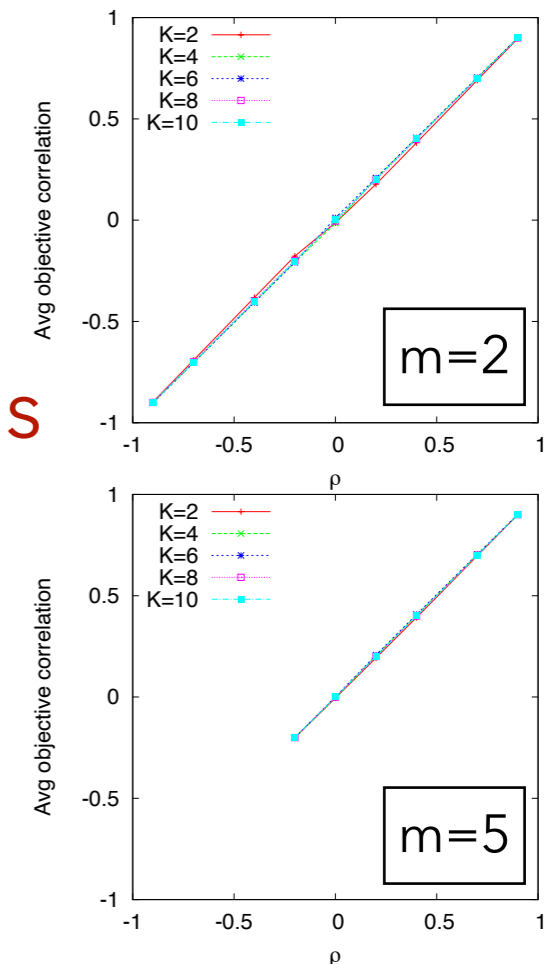 1
K=2
K=4
K=6
K=8
K=10
0.5
0
-0.5
-1
Avg objective correlation
m=2
-1 -0.5 0 0.5 1
ρ
s
1
K=2
K=4
K=6
K=8
K=10
0.5
0
-0.5
-1
Avg objective correlation
m=5
-1 -0.5 0 0.5 1
ρ